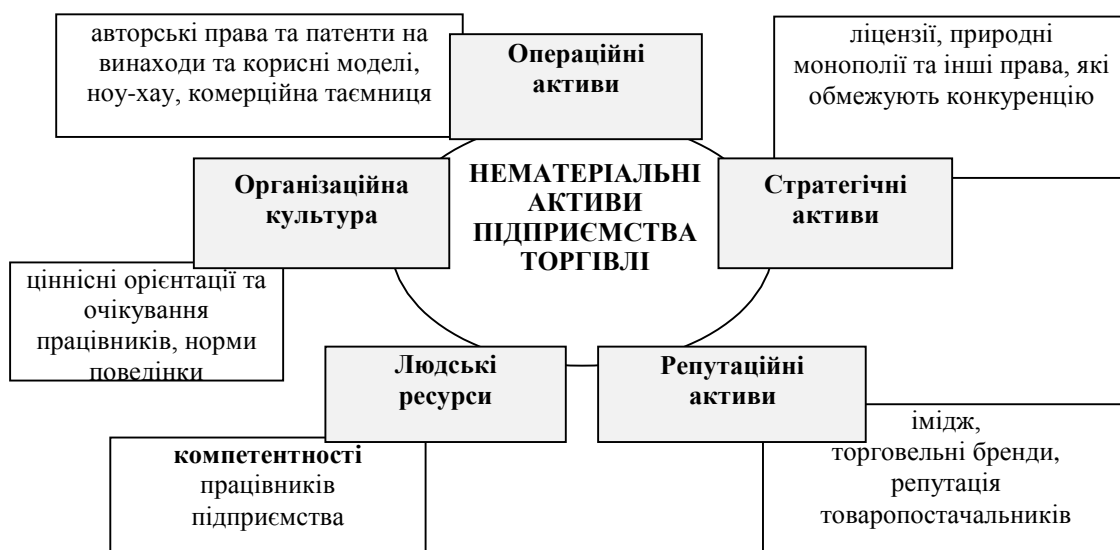 авторські права та патенти на
винаходи та корисні моделі,
ноу-хау, комерційна таємниця
Операційні
активи
ліцензії, природні
монополії та інші права, які
обмежують конкуренцію
Організаційна
культура
НЕМАТЕРІАЛЬНІ
АКТИВИ
ПІДПРИЄМСТВА
ТОРГІВЛІ
Стратегічні
активи
ціннісні орієнтації та
очікування
працівників, норми
поведінки
Людські
ресурси
Репутаційні
активи
компетентності
працівників
підприємства
імідж,
торговельні бренди,
репутація
товаропостачальників